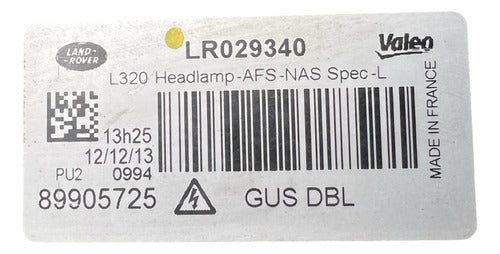 LAND-
ROVER
LR029340
Valeo
L320 Headlamp-AFS-NAS Spec-L
13h25
12/12/13
PU2 0994
89905725
GUS DBL
MADE IN FRANCE